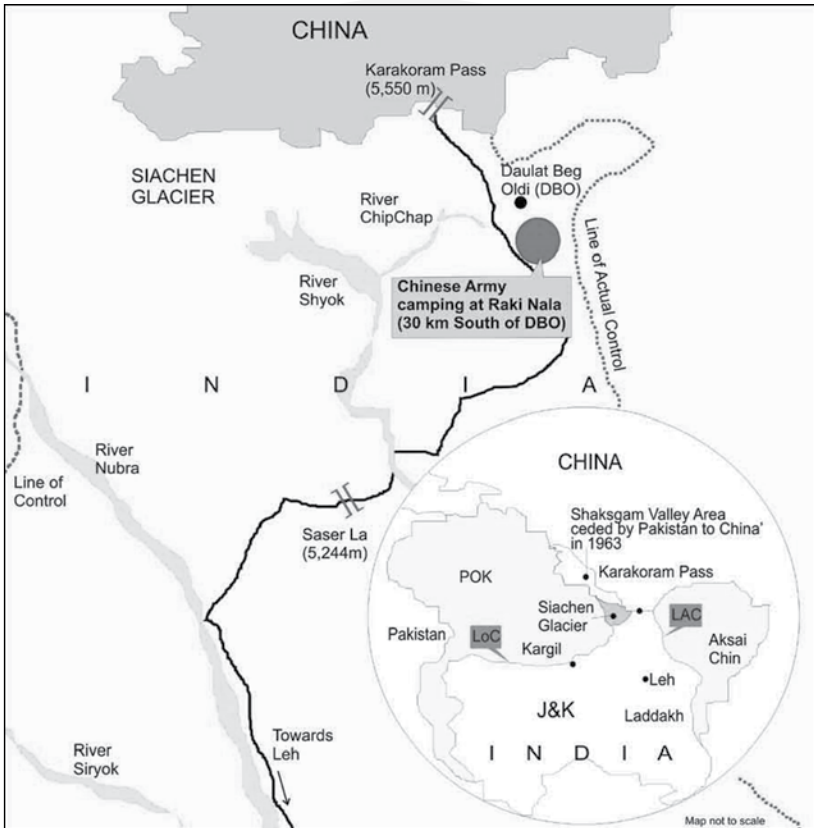 CHINA
Karakoram Pass
(5,550 m)
SIACHEN
GLACIER
Daulat Beg
Oldi (DBO)
River
ChipChap
Line of Actual Control
River
Shyok
Chinese Army
camping at Raki Nala
(30 km South of DBO)
I N D I A
River
Nubra
Line of
Control
Saser La
(5,244m)
Towards
Leh
River
Siryok
CHINA
Shaksgam Valley Area
ceded by Pakistan to China'
in 1963
Karakoram Pass
POK
Siachen
Glacier
LAC
Pakistan
LoC
Kargil
Aksai
Chin
Leh
J&K
Laddakh
I N D I A
Map not to scale